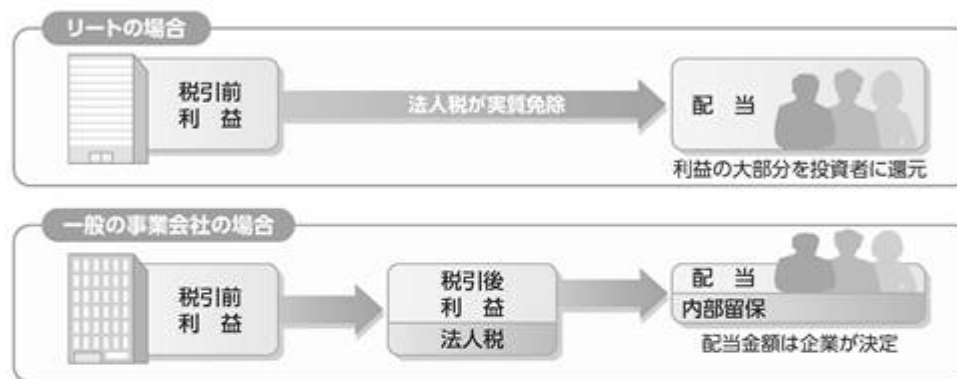 リートの場合
税引前
利 益
法人税が実質免除
配 当
利益の大部分を投資者に還元
一般の事業会社の場合
税引前
利 益
税引後
利 益
法人税
配 当
内部留保
配当金額は企業が決定